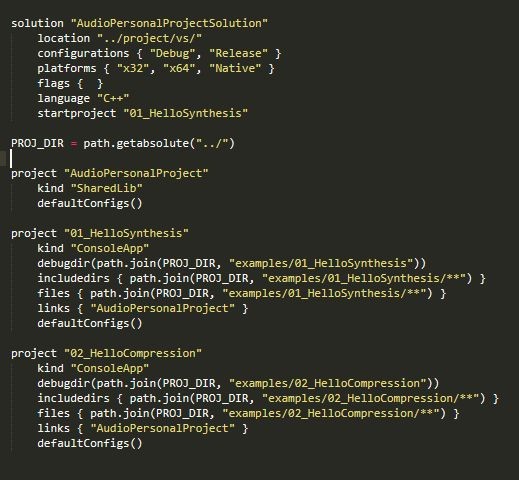 solution "AudioPersonalProjectSolution"
    location "../project/vs/"
    configurations { "Debug", "Release" }
    platforms { "x32", "x64", "Native" }
    flags {  }
    language "C++"
    startproject "01_HelloSynthesis"

PROJ_DIR = path.getabsolute("../")

project "AudioPersonalProject"
    kind "SharedLib"
    defaultConfigs()

project "01_HelloSynthesis"
    kind "ConsoleApp"
    debugdir(path.join(PROJ_DIR, "examples/01_HelloSynthesis"))
    includedirs { path.join(PROJ_DIR, "examples/01_HelloSynthesis/**") }
    files { path.join(PROJ_DIR, "examples/01_HelloSynthesis/**") }
    links { "AudioPersonalProject" }
    defaultConfigs()

project "02_HelloCompression"
    kind "ConsoleApp"
    debugdir(path.join(PROJ_DIR, "examples/02_HelloCompression"))
    includedirs { path.join(PROJ_DIR, "examples/02_HelloCompression/**") }
    files { path.join(PROJ_DIR, "examples/02_HelloCompression/**") }
    links { "AudioPersonalProject" }
    defaultConfigs()